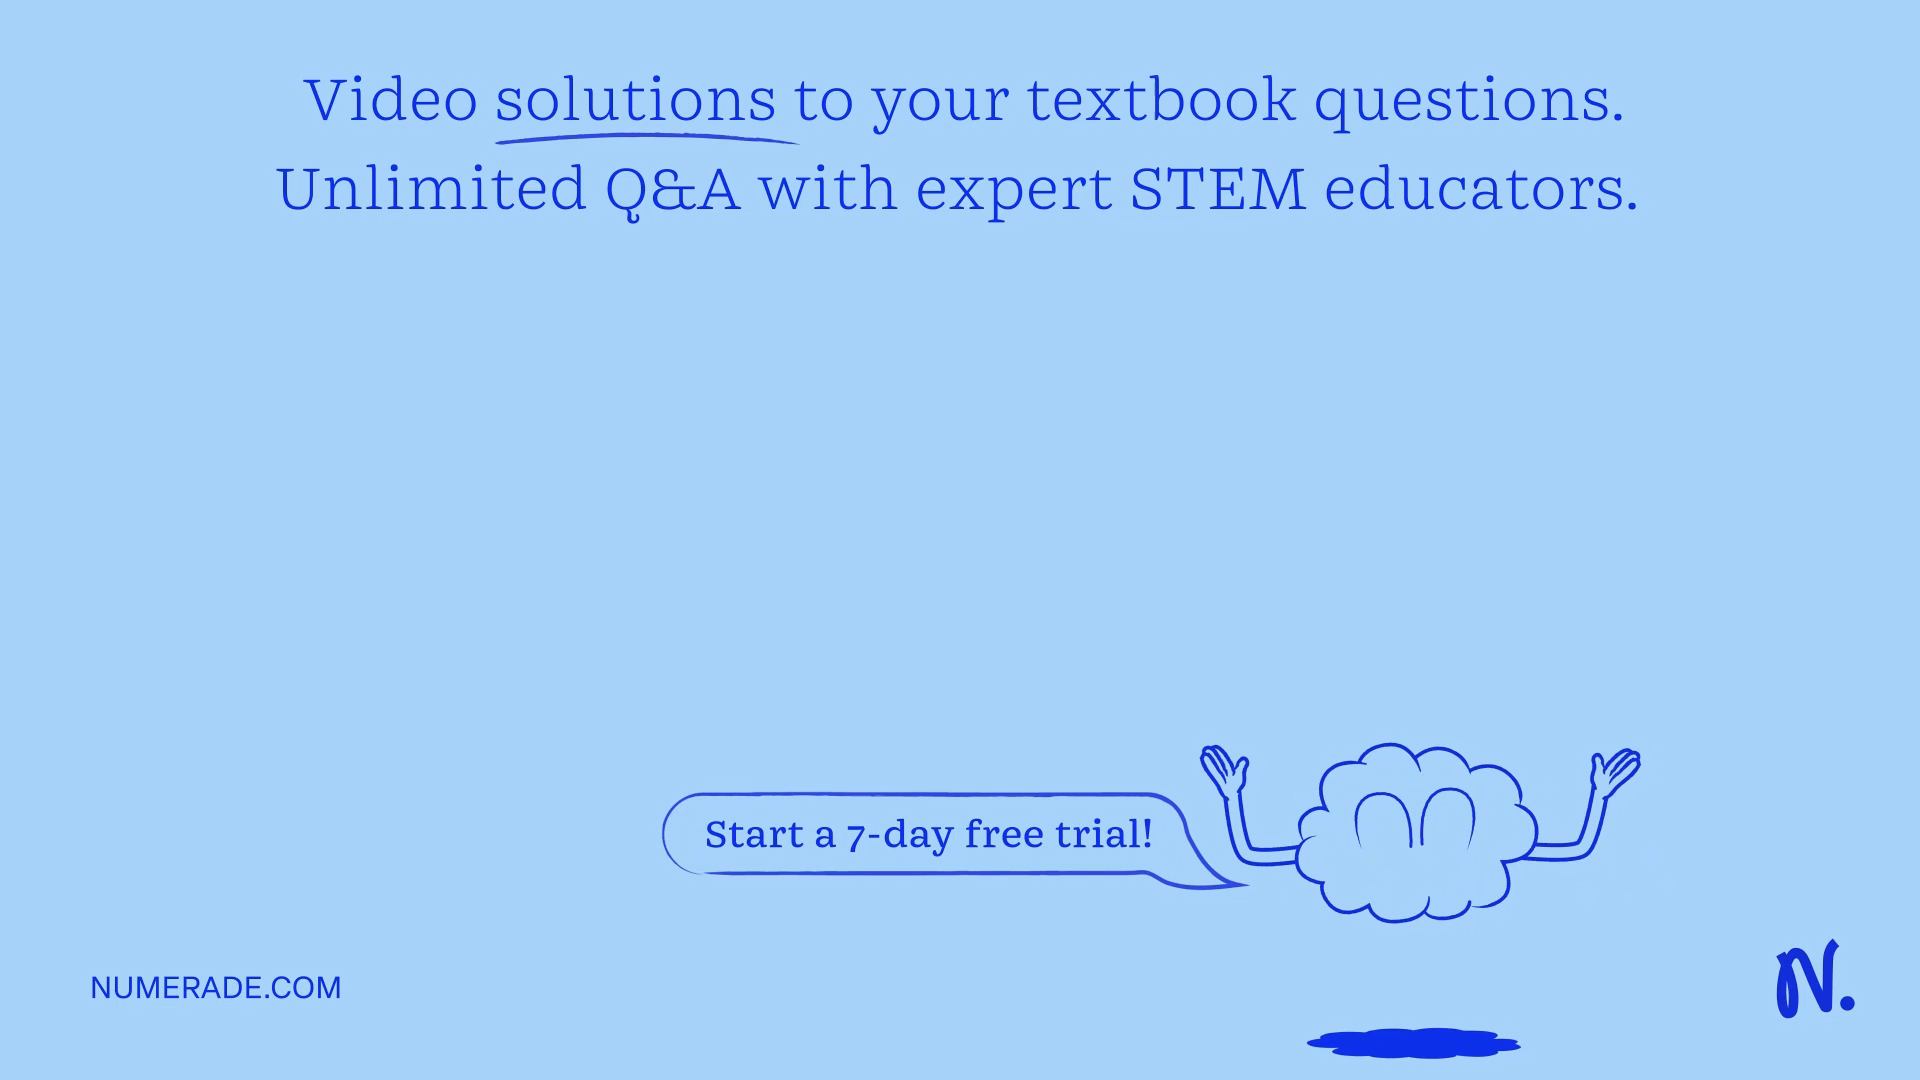 Video solutions to your textbook questions.
Unlimited Q&A with expert STEM educators.
Start a 7-day free trial!
NUMERADE.COM
N.